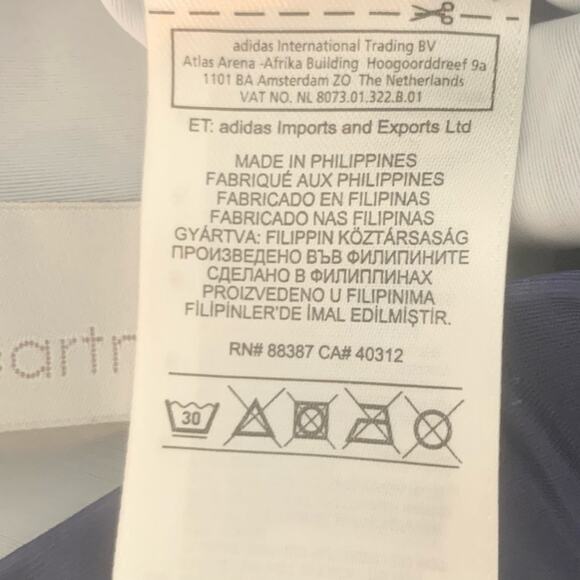 adidas International Trading BV
Atlas Arena -Afrika Building Hoogoorddreef 9a
1101 BA Amsterdam ZO The Netherlands
VAT NO. NL 8073.01.322.B.01
ET: adidas Imports and Exports Ltd
MADE IN PHILIPPINES
FABRIQUÉ AUX PHILIPPINES
FABRICADO EN FILIPINAS
FABRICADO NAS FILIPINAS
GYÁRTVA: FILIPPIN KÖZTÁRSASÁG
ПРОИЗВЕДЕНО ВЪВ ФИЛИПИНИТЕ
СДЕЛАНО В ФИЛИППИНАХ
PROIZVEDENO U FILIPINIMA
FİLİPİNLER'DE İMAL EDİLMİŞTİR.
RN# 88387 CA# 40312
30